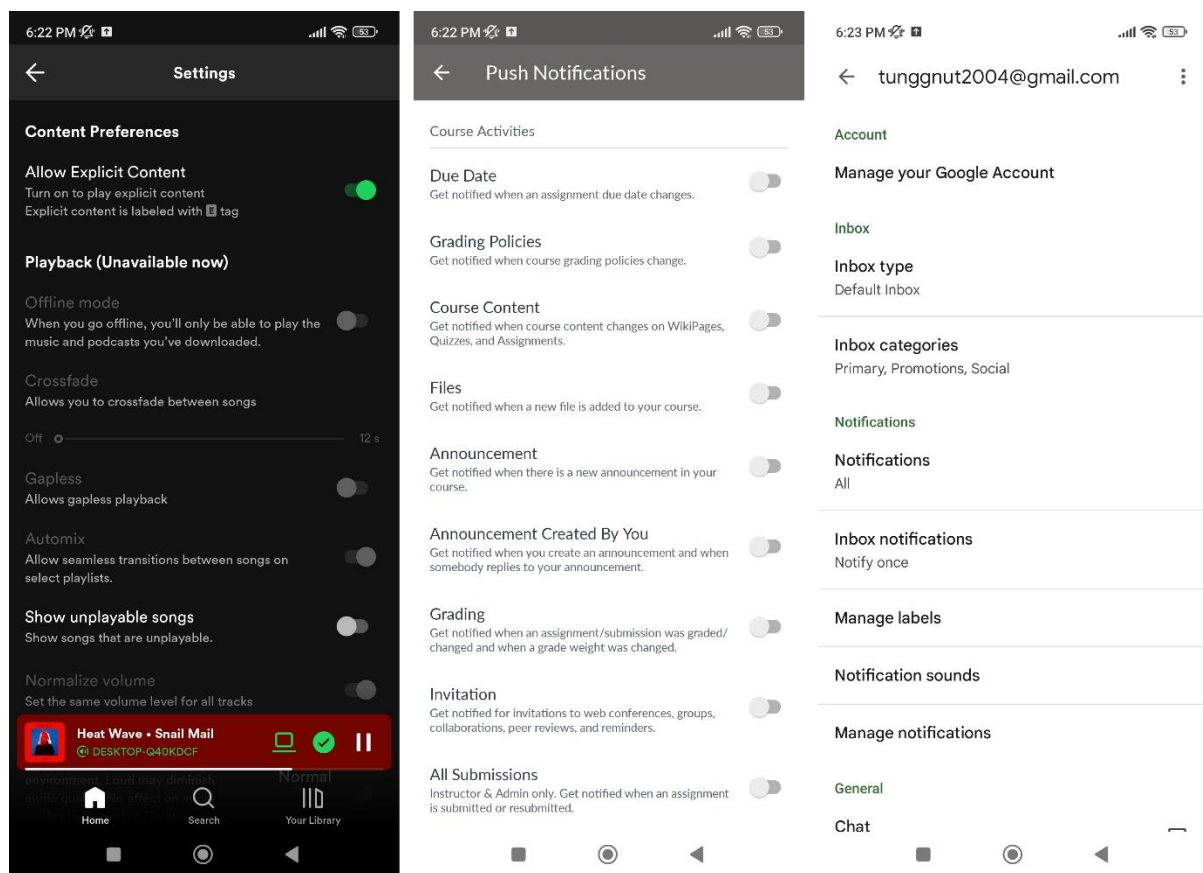 6:22 PM
53
Settings
Content Preferences
Allow Explicit Content
Turn on to play explicit content
Explicit content is labeled with E tag
Playback (Unavailable now)
Offline mode
When you go offline, you'll only be able to play the
music and podcasts you've downloaded.
Crossfade
Allows you to crossfade between songs
Off
12 s
Gapless
Allows gapless playback
Automix
Allow seamless transitions between songs on
select playlists.
Show unplayable songs
Show songs that are unplayable.
Normalize volume
Set the same volume level for all tracks
Heat Wave • Snail Mail
DESKTOP-Q40KDCF
environment. Loud may diminish
Normal
Home
Search
Your Library
6:22 PM
53
Push Notifications
Course Activities
Due Date
Get notified when an assignment due date changes.
Grading Policies
Get notified when course grading policies change.
Course Content
Get notified when course content changes on WikiPages,
Quizzes, and Assignments.
Files
Get notified when a new file is added to your course.
Announcement
Get notified when there is a new announcement in your
course.
Announcement Created By You
Get notified when you create an announcement and when
somebody replies to your announcement.
Grading
Get notified when an assignment/submission was graded/
changed and when a grade weight was changed.
Invitation
Get notified for invitations to web conferences, groups,
collaborations, peer reviews, and reminders.
All Submissions
Instructor & Admin only. Get notified when an assignment
is submitted or resubmitted.
6:23 PM
53
tunggnut2004@gmail.com
Account
Manage your Google Account
Inbox
Inbox type
Default Inbox
Inbox categories
Primary, Promotions, Social
Notifications
Notifications
All
Inbox notifications
Notify once
Manage labels
Notification sounds
Manage notifications
General
Chat